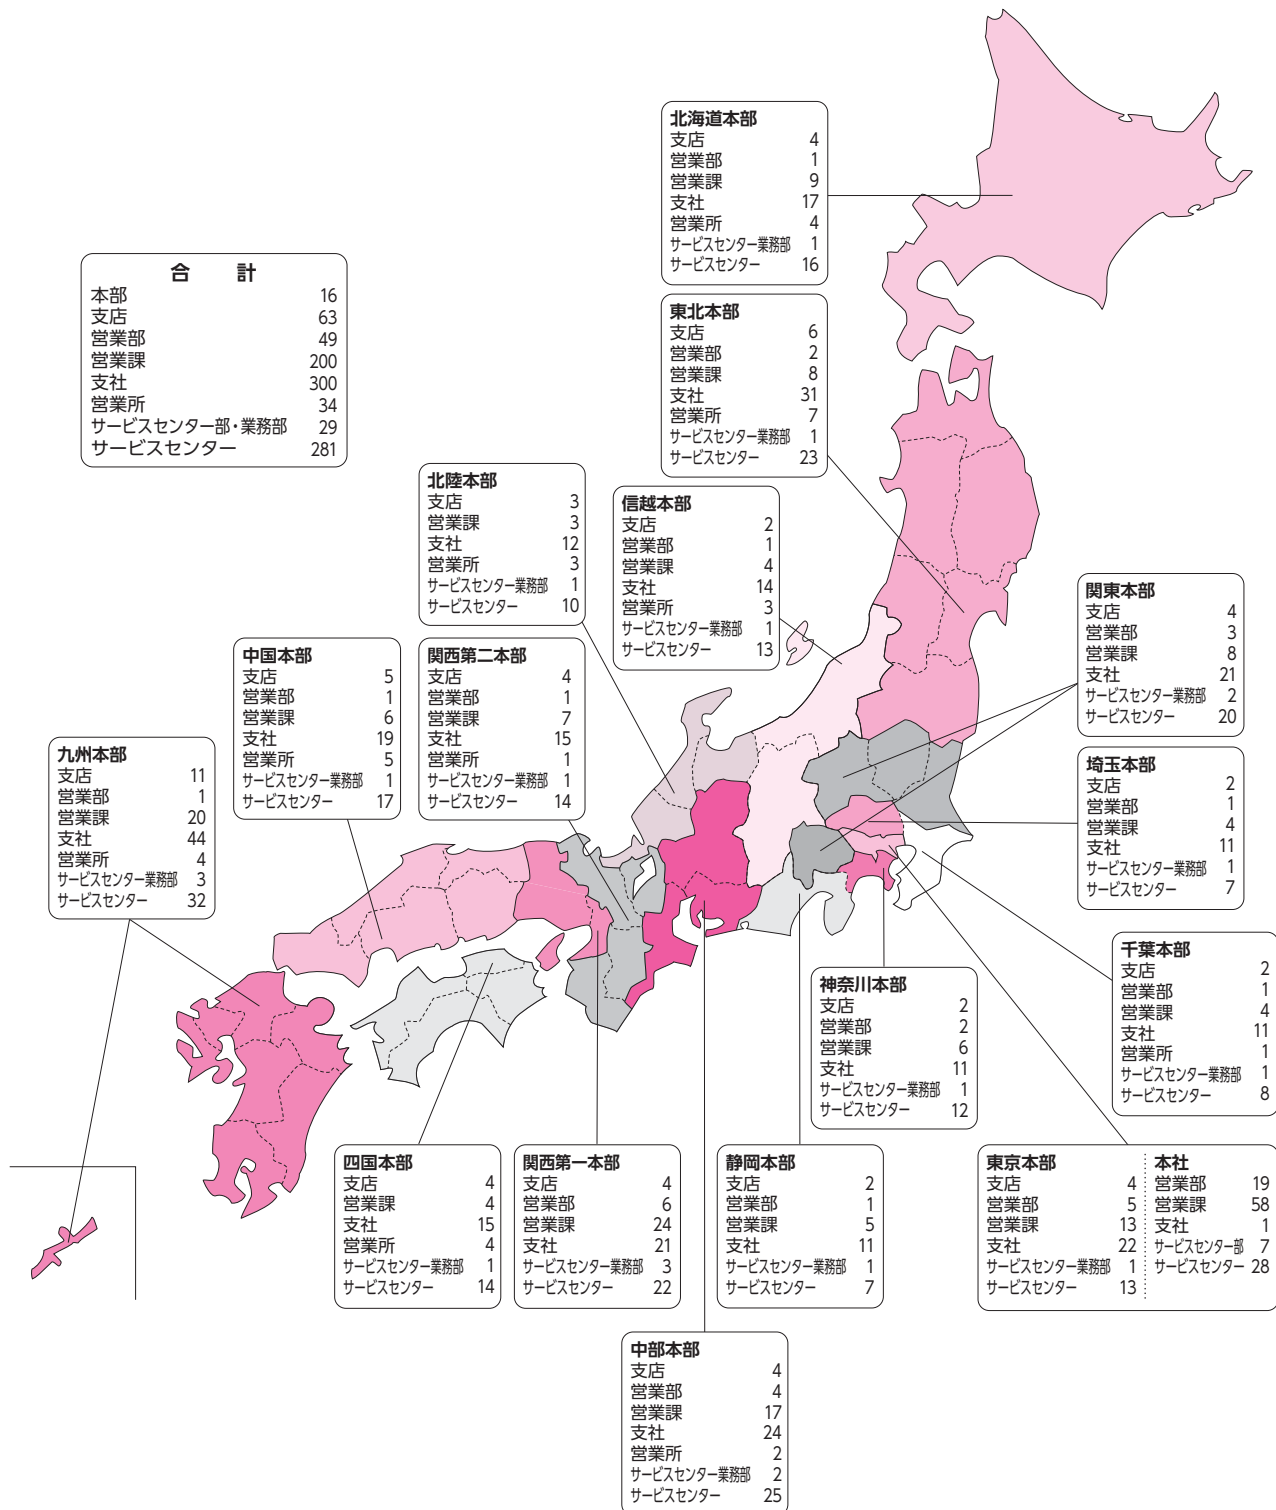 合 計
本部 16
支店 63
営業部 49
営業課 200
支社 300
営業所 34
サービスセンター部・業務部 29
サービスセンター 281
北海道本部
支店 4
営業部 1
営業課 9
支社 17
営業所 4
サービスセンター業務部 1
サービスセンター 16
東北本部
支店 6
営業部 2
営業課 8
支社 31
営業所 7
サービスセンター業務部 1
サービスセンター 23
北陸本部
支店 3
営業課 3
支社 12
営業所 3
サービスセンター業務部 1
サービスセンター 10
信越本部
支店 2
営業部 1
営業課 4
支社 14
営業所 3
サービスセンター業務部 1
サービスセンター 13
関東本部
支店 4
営業部 3
営業課 8
支社 21
サービスセンター業務部 2
サービスセンター 20
中国本部
支店 5
営業部 1
営業課 6
支社 19
営業所 5
サービスセンター業務部 1
サービスセンター 17
関西第二本部
支店 4
営業部 1
営業課 7
支社 15
営業所 1
サービスセンター業務部 1
サービスセンター 14
九州本部
支店 11
営業部 1
営業課 20
支社 44
営業所 4
サービスセンター業務部 3
サービスセンター 32
埼玉本部
支店 2
営業部 1
営業課 4
支社 11
サービスセンター業務部 1
サービスセンター 7
千葉本部
支店 2
営業部 1
営業課 4
支社 11
営業所 1
サービスセンター業務部 1
サービスセンター 8
神奈川本部
支店 2
営業部 2
営業課 6
支社 11
サービスセンター業務部 1
サービスセンター 12
四国本部
支店 4
営業課 4
支社 15
営業所 4
サービスセンター業務部 1
サービスセンター 14
関西第一本部
支店 4
営業部 6
営業課 24
支社 21
サービスセンター業務部 3
サービスセンター 22
静岡本部
支店 2
営業部 1
営業課 5
支社 11
サービスセンター業務部 1
サービスセンター 7
東京本部
支店 4
営業部 5
営業課 13
支社 22
サービスセンター業務部 1
サービスセンター 13
本社
営業部 19
営業課 58
支社 1
サービスセンター部 7
サービスセンター 28
中部本部
支店 4
営業部 4
営業課 17
支社 24
営業所 2
サービスセンター業務部 2
サービスセンター 25